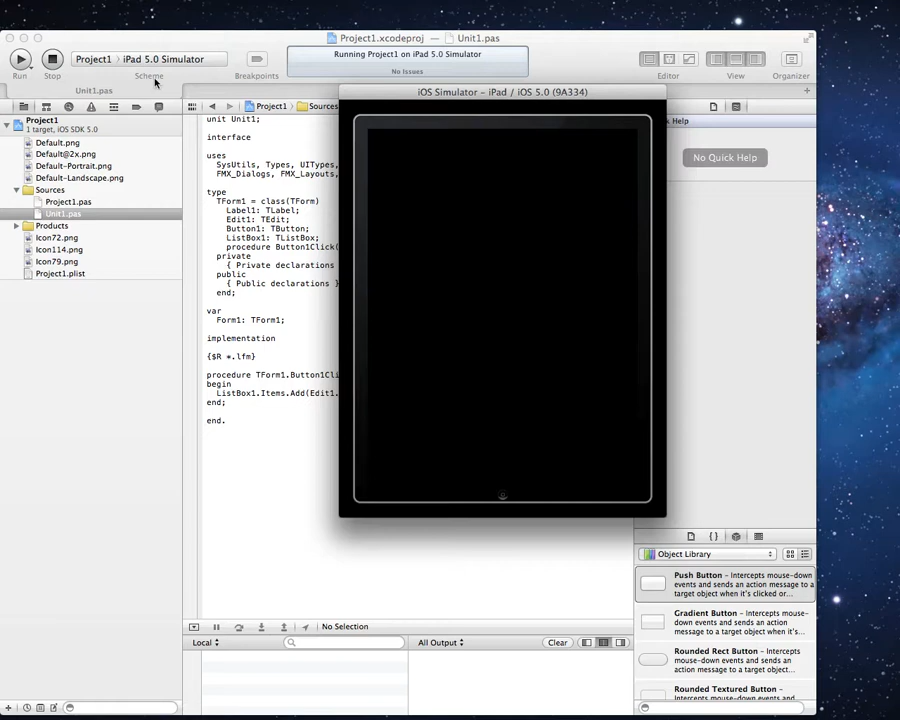 Project1.xcodeproj — Unit1.pas
Run
Stop
Project1 › iPad 5.0 Simulator
Scheme
Breakpoints
Running Project1 on iPad 5.0 Simulator
No Issues
Editor
View
Organizer
Unit1.pas
iOS Simulator – iPad / iOS 5.0 (9A334)
Project1
1 target, iOS SDK 5.0
Default.png
Default@2x.png
Default-Portrait.png
Default-Landscape.png
Sources
Project1.pas
Unit1.pas
Products
Icon72.png
Icon114.png
Icon79.png
Project1.plist
Project1 Sources
unit Unit1;
interface
uses
SysUtils, Types, UITypes,
FMX_Dialogs, FMX_Layouts,
type
TForm1 = class(TForm)
Label1: TLabel;
Edit1: TEdit;
Button1: TButton;
ListBox1: TListBox;
procedure Button1Click(
private
{ Private declarations
public
{ Public declarations }
end;
var
Form1: TForm1;
implementation
{$R *.lfm}
procedure TForm1.Button1Cli
begin
ListBox1.Items.Add(Edit1.
end;
end.
Help
No Quick Help
Object Library
Push Button – Intercepts mouse-down
events and sends an action message to a
target object when it's clicked or...
Gradient Button – Intercepts mouse-
down events and sends an action
message to a target object when it's...
Rounded Rect Button – Intercepts
mouse-down events and sends an
action message to a target object...
Rounded Textured Button –
No Selection
Local
All Output
Clear